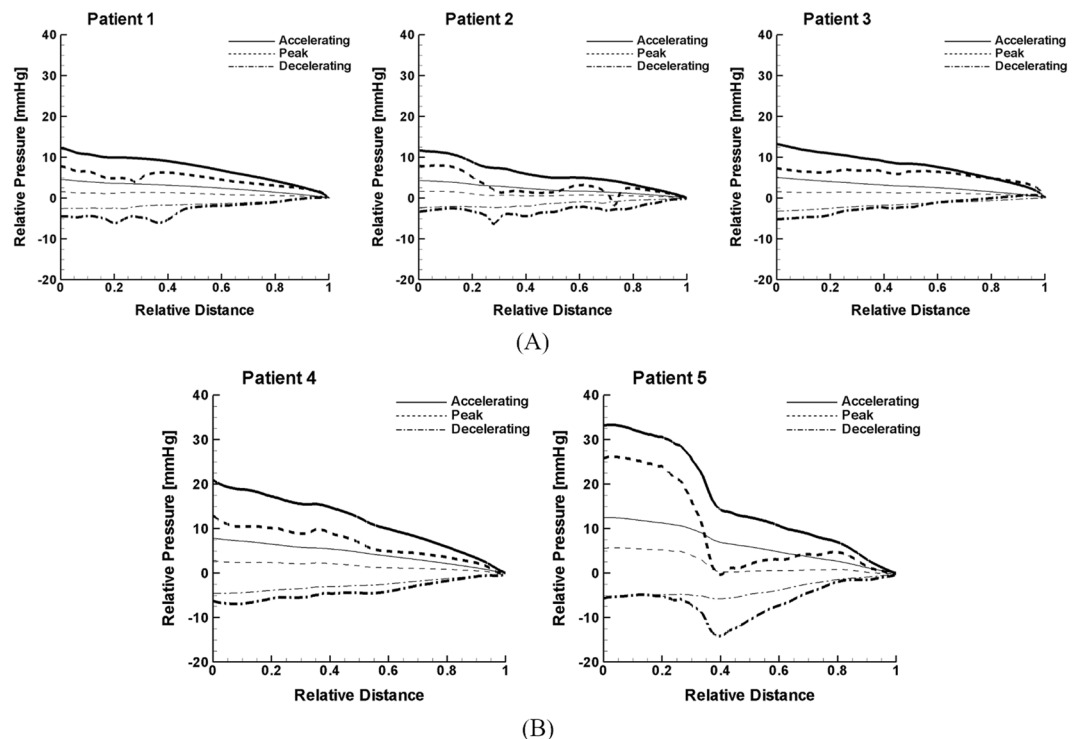 Patient 1
Accelerating
Peak
Decelerating
Relative Pressure [mmHg]
40
30
20
10
0
-10
-20
0 0.2 0.4 0.6 0.8 1
Relative Distance
Patient 2
Accelerating
Peak
Decelerating
Relative Pressure [mmHg]
40
30
20
10
0
-10
-20
0 0.2 0.4 0.6 0.8 1
Relative Distance
Patient 3
Accelerating
Peak
Decelerating
Relative Pressure [mmHg]
40
30
20
10
0
-10
-20
0 0.2 0.4 0.6 0.8 1
Relative Distance
(A)
Patient 4
Accelerating
Peak
Decelerating
Relative Pressure [mmHg]
40
30
20
10
0
-10
-20
0 0.2 0.4 0.6 0.8 1
Relative Distance
Patient 5
Accelerating
Peak
Decelerating
Relative Pressure [mmHg]
40
30
20
10
0
-10
-20
0 0.2 0.4 0.6 0.8 1
Relative Distance
(B)